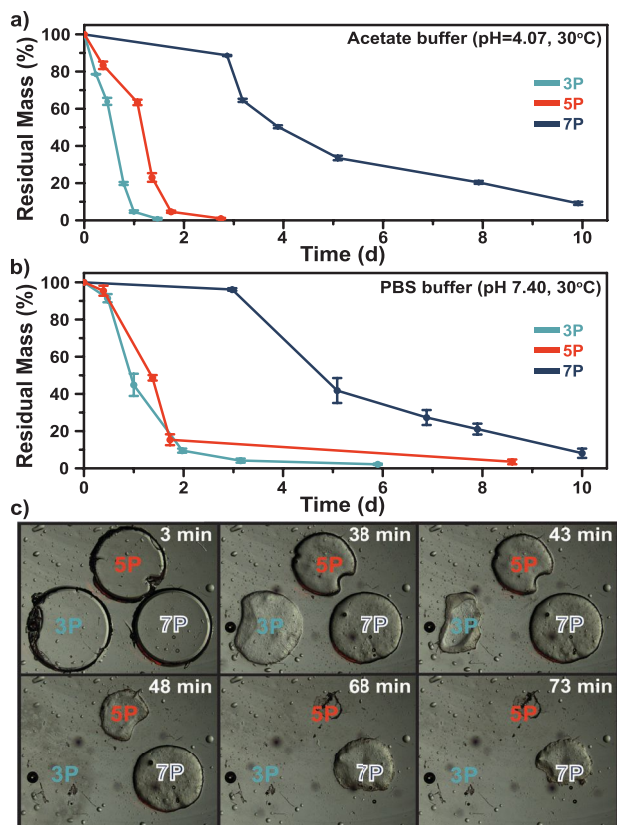 a)
Acetate buffer (pH=4.07, 30°C)
Residual Mass (%)
100
80
60
40
20
0
3P
5P
7P
0 2 4 6 8 10
Time (d)
b)
PBS buffer (pH 7.40, 30°C)
Residual Mass (%)
100
80
60
40
20
0
3P
5P
7P
0 2 4 6 8 10
Time (d)
c)
3 min
5P
3P
7P
38 min
5P
3P
7P
43 min
5P
3P
7P
48 min
5P
3P
7P
68 min
5P
3P
7P
73 min
5P
3P
7P